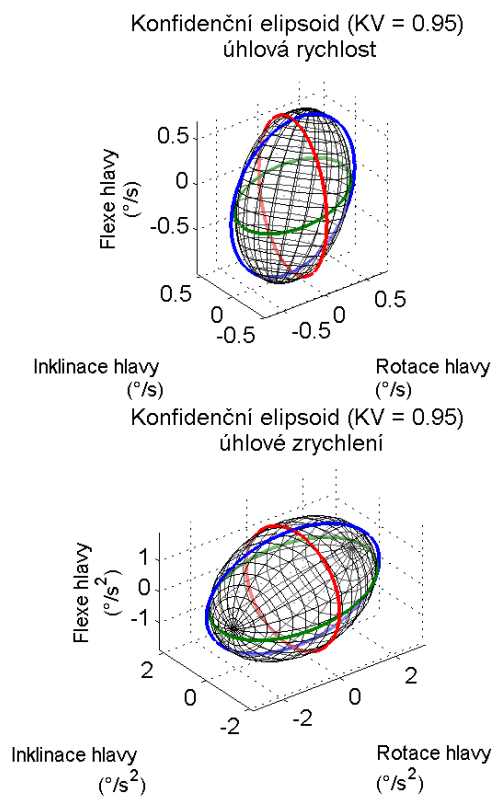 Konfidenční elipsoid (KV = 0.95)
úhlová rychlost
Flexe hlavy
(°/s)
0.5
0
-0.5
0.5
0
-0.5
-0.5
0
0.5
Inklinace hlavy
(°/s)
Rotace hlavy
(°/s)
Konfidenční elipsoid (KV = 0.95)
úhlové zrychlení
Flexe hlavy
(°/s²)
1
0
-1
2
0
-2
-2
0
2
Inklinace hlavy
(°/s²)
Rotace hlavy
(°/s²)